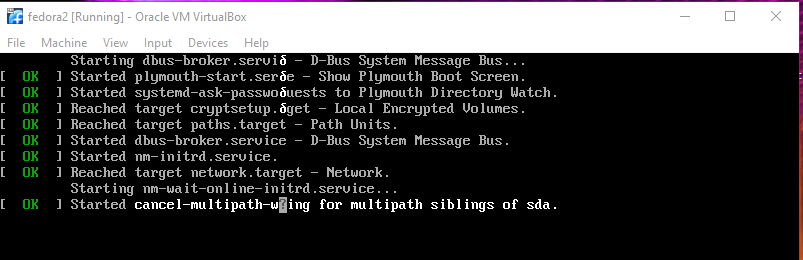 fedora2 [Running] - Oracle VM VirtualBox
File Machine View Input Devices Help
Starting dbus-broker.serviδ - D-Bus System Message Bus...
[ OK ] Started plymouth-start.serδe - Show Plymouth Boot Screen.
[ OK ] Started systemd-ask-passwoδuests to Plymouth Directory Watch.
[ OK ] Reached target cryptsetup.δget - Local Encrypted Volumes.
[ OK ] Reached target paths.target - Path Units.
[ OK ] Started dbus-broker.service - D-Bus System Message Bus.
[ OK ] Started nm-initrd.service.
[ OK ] Reached target network.target - Network.
Starting nm-wait-online-initrd.service...
[ OK ] Started cancel-multipath-w?ing for multipath siblings of sda.